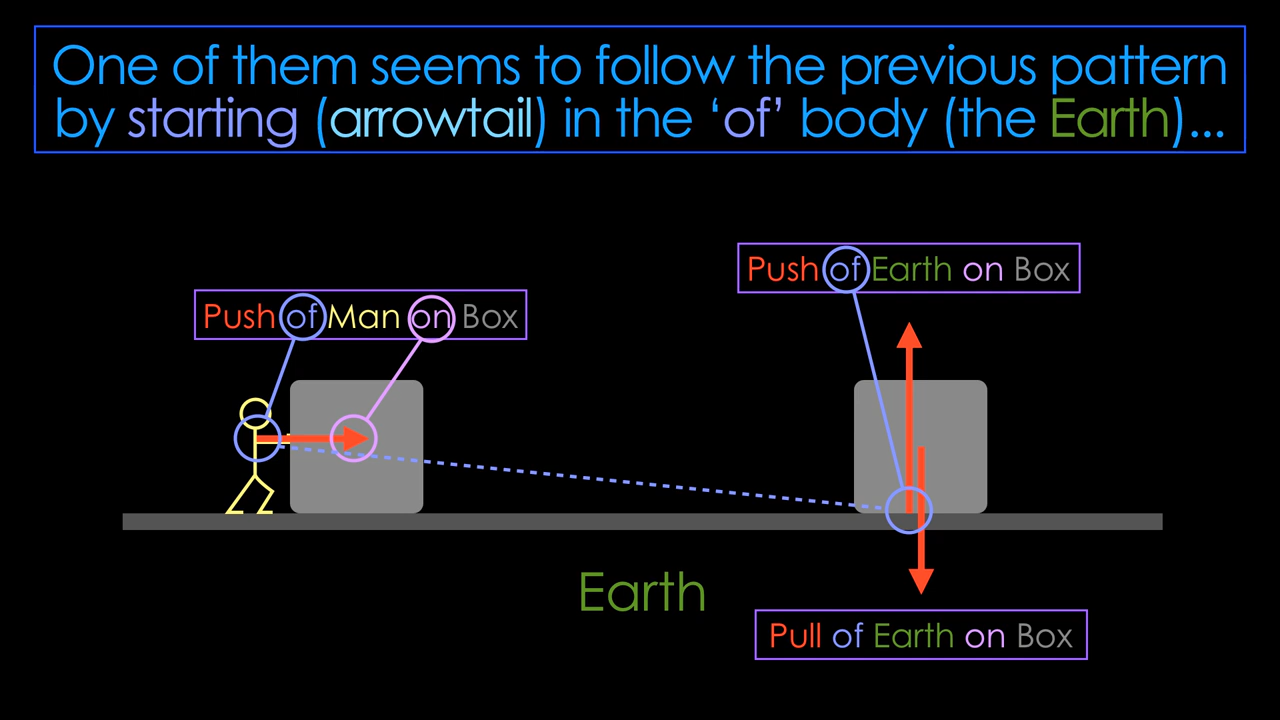 One of them seems to follow the previous pattern
by starting (arrowtail) in the ‘of’ body (the Earth)...
Push of Earth on Box
Push of Man on Box
Earth
Pull of Earth on Box